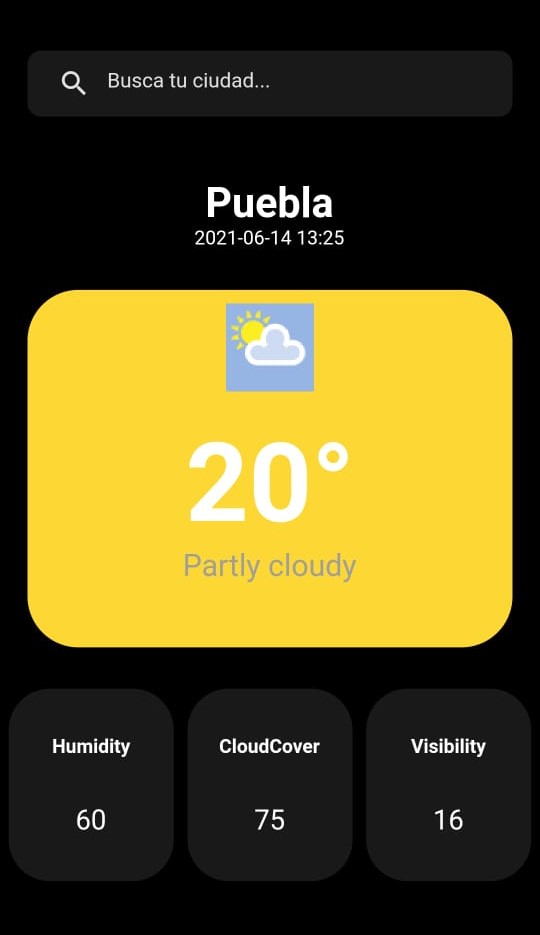 Busca tu ciudad...
Puebla
2021-06-14 13:25
20°
Partly cloudy
Humidity CloudCover Visibility
60 75 16